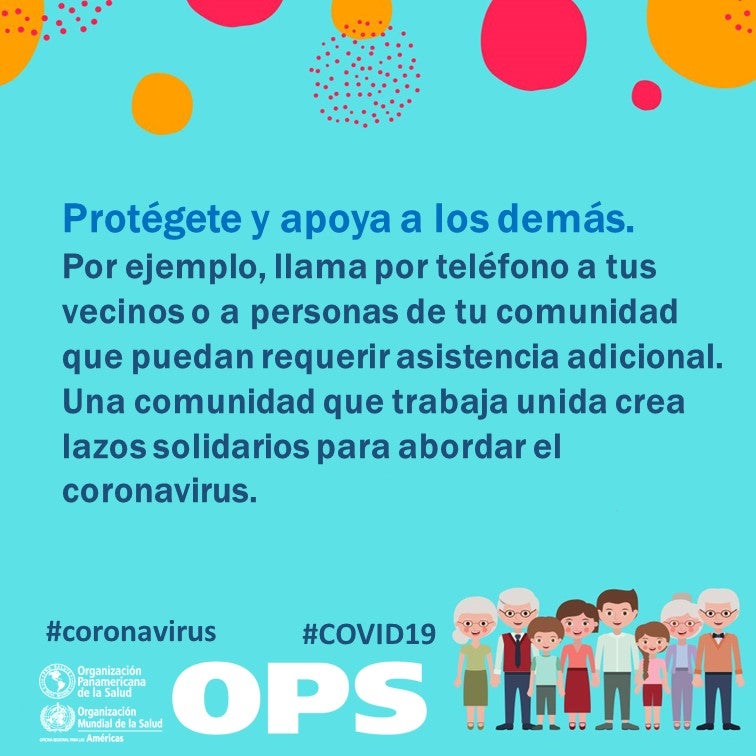 Protégete y apoya a los demás.
Por ejemplo, llama por teléfono a tus
vecinos o a personas de tu comunidad
que puedan requerir asistencia adicional.
Una comunidad que trabaja unida crea
lazos solidarios para abordar el
coronavirus.
#coronavirus
#COVID19
Organización
Panamericana
de la Salud
Organización
Mundial de la Salud
OFICINA REGIONAL PARA LAS Américas
OPS